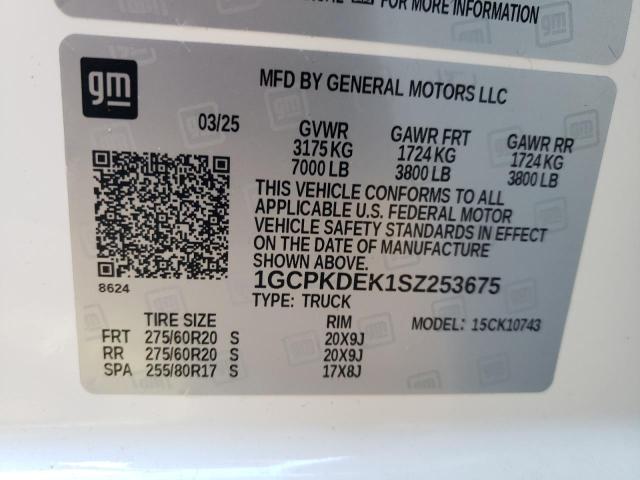 FOR MORE INFORMATION
gm
MFD BY GENERAL MOTORS LLC
03/25
GVWR
3175 KG
7000 LB
GAWR FRT
1724 KG
3800 LB
GAWR RR
1724 KG
3800 LB
THIS VEHICLE CONFORMS TO ALL
APPLICABLE U.S. FEDERAL MOTOR
VEHICLE SAFETY STANDARDS IN EFFECT
ON THE DATE OF MANUFACTURE
SHOWN ABOVE.
8624
1GCPKDEK1SZ253675
TYPE: TRUCK
TIRE SIZE RIM MODEL: 15CK10743
FRT 275/60R20 S 20X9J
RR 275/60R20 S 20X9J
SPA 255/80R17 S 17X8J